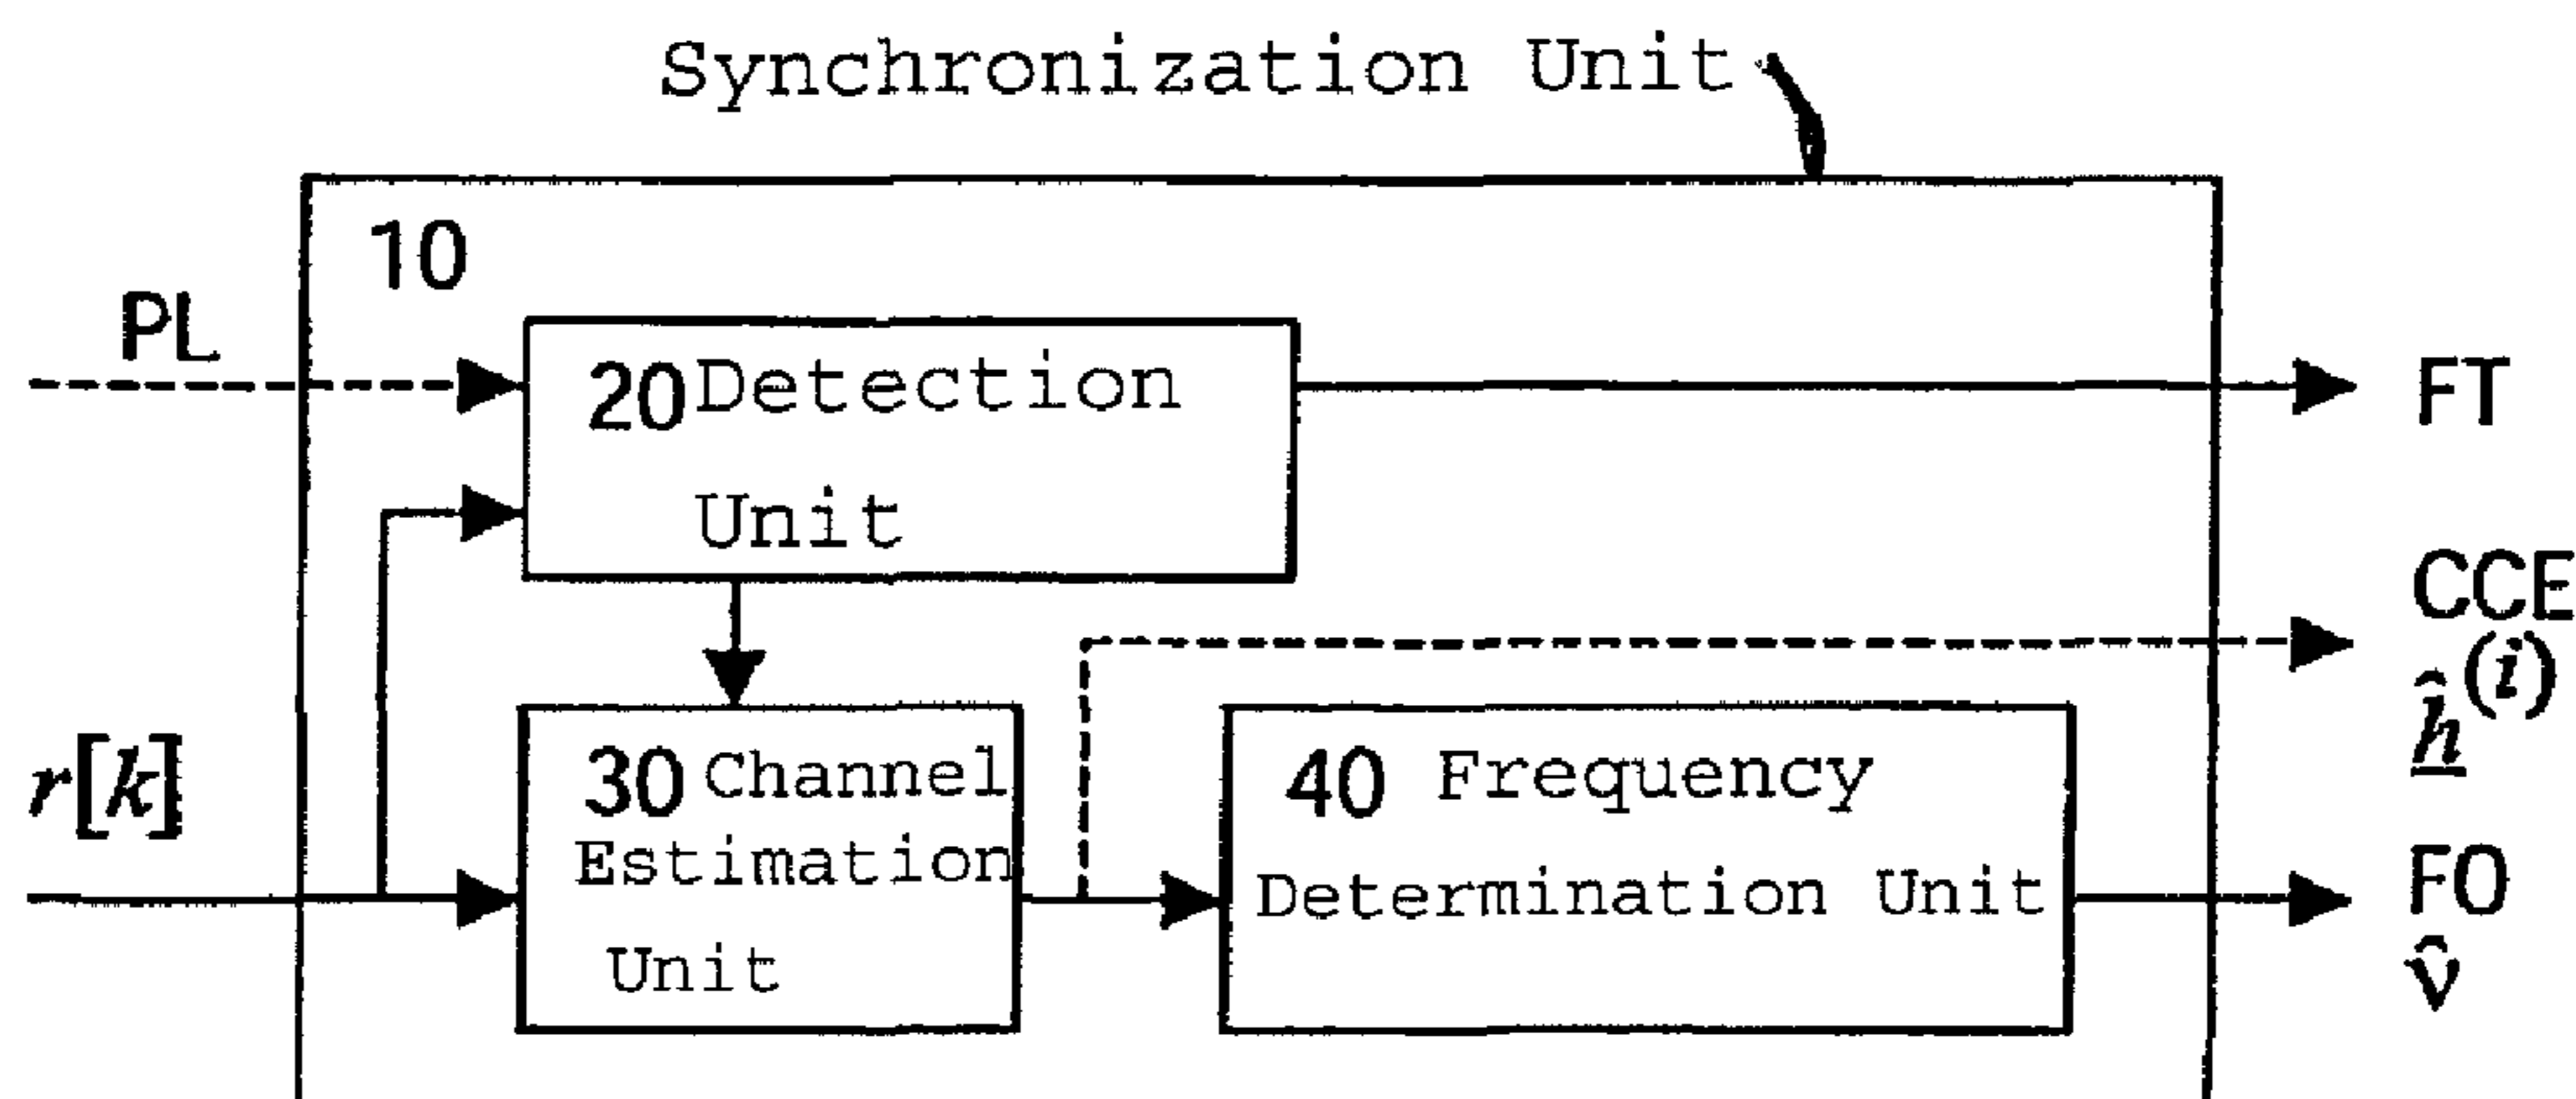 Synchronization Unit
10
PL
20 Detection
Unit
FT
CCE
ĥ^(i)
r[k]
30 Channel
Estimation
Unit
40 Frequency
Determination Unit
FO
ν̂